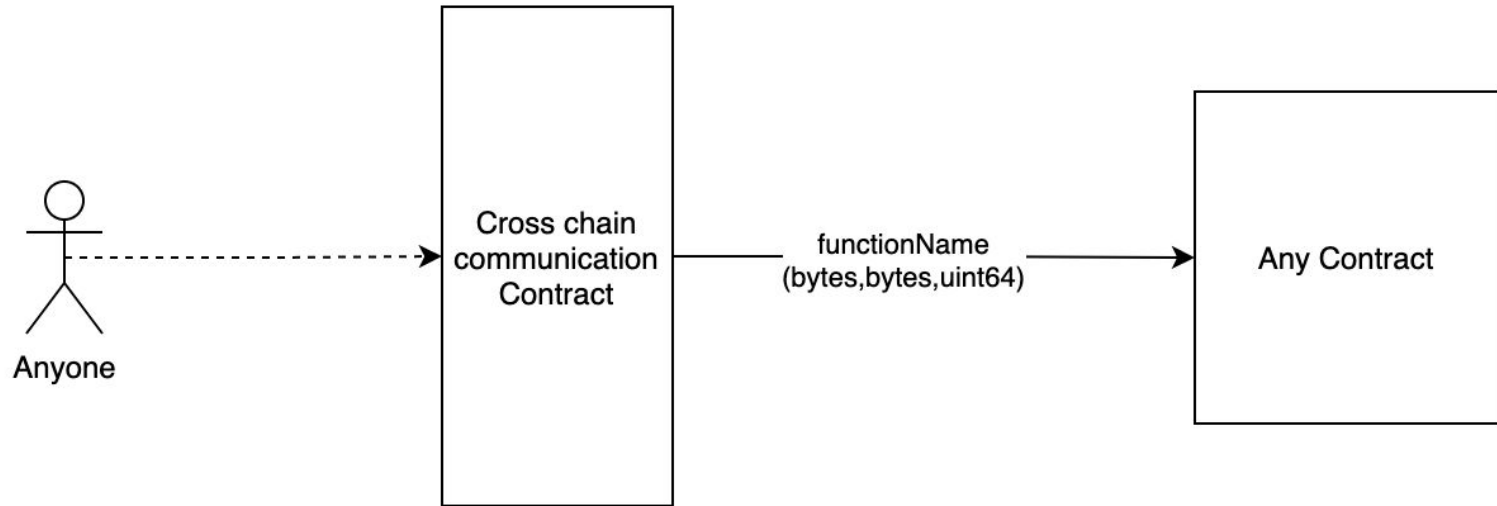 Anyone
Cross chain
communication
Contract
functionName
(bytes,bytes,uint64)
Any Contract